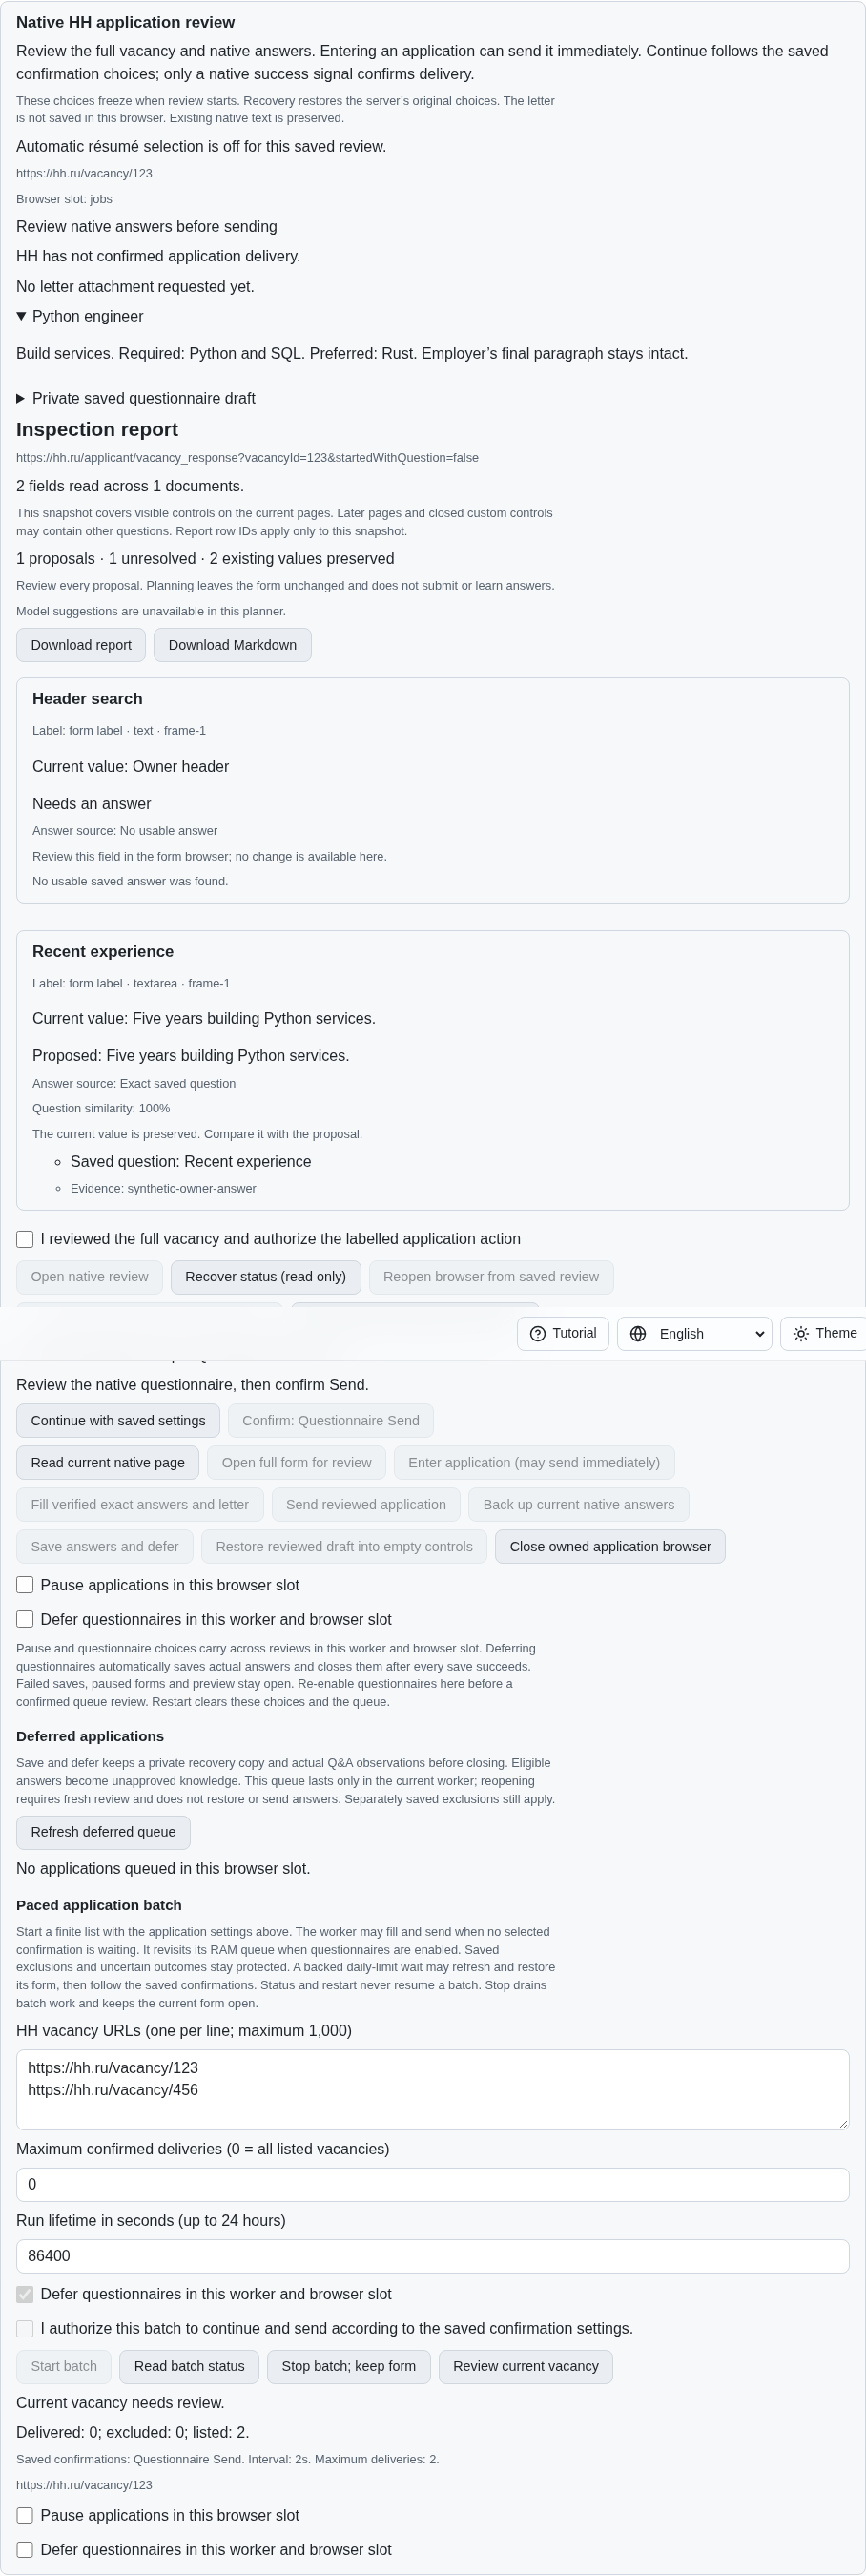 Native HH application review
Review the full vacancy and native answers. Entering an application can send it immediately. Continue follows the saved
confirmation choices; only a native success signal confirms delivery.
These choices freeze when review starts. Recovery restores the server’s original choices. The letter
is not saved in this browser. Existing native text is preserved.
Automatic résumé selection is off for this saved review.
https://hh.ru/vacancy/123
Browser slot: jobs
Review native answers before sending
HH has not confirmed application delivery.
No letter attachment requested yet.
Python engineer
Build services. Required: Python and SQL. Preferred: Rust. Employer’s final paragraph stays intact.
Private saved questionnaire draft
Inspection report
https://hh.ru/applicant/vacancy_response?vacancyId=123&startedWithQuestion=false
2 fields read across 1 documents.
This snapshot covers visible controls on the current pages. Later pages and closed custom controls
may contain other questions. Report row IDs apply only to this snapshot.
1 proposals · 1 unresolved · 2 existing values preserved
Review every proposal. Planning leaves the form unchanged and does not submit or learn answers.
Model suggestions are unavailable in this planner.
Download report Download Markdown
Header search
Label: form label · text · frame-1
Current value: Owner header
Needs an answer
Answer source: No usable answer
Review this field in the form browser; no change is available here.
No usable saved answer was found.
Recent experience
Label: form label · textarea · frame-1
Current value: Five years building Python services.
Proposed: Five years building Python services.
Answer source: Exact saved question
Question similarity: 100%
The current value is preserved. Compare it with the proposal.
Saved question: Recent experience
Evidence: synthetic-owner-answer
I reviewed the full vacancy and authorize the labelled application action
Open native review Recover status (read only) Reopen browser from saved review
Tutorial English Theme
Review the native questionnaire, then confirm Send.
Continue with saved settings Confirm: Questionnaire Send
Read current native page Open full form for review Enter application (may send immediately)
Fill verified exact answers and letter Send reviewed application Back up current native answers
Save answers and defer Restore reviewed draft into empty controls Close owned application browser
Pause applications in this browser slot
Defer questionnaires in this worker and browser slot
Pause and questionnaire choices carry across reviews in this worker and browser slot. Deferring
questionnaires automatically saves actual answers and closes them after every save succeeds.
Failed saves, paused forms and preview stay open. Re-enable questionnaires here before a
confirmed queue review. Restart clears these choices and the queue.
Deferred applications
Save and defer keeps a private recovery copy and actual Q&A observations before closing. Eligible
answers become unapproved knowledge. This queue lasts only in the current worker; reopening
requires fresh review and does not restore or send answers. Separately saved exclusions still apply.
Refresh deferred queue
No applications queued in this browser slot.
Paced application batch
Start a finite list with the application settings above. The worker may fill and send when no selected
confirmation is waiting. It revisits its RAM queue when questionnaires are enabled. Saved
exclusions and uncertain outcomes stay protected. A backed daily-limit wait may refresh and restore
its form, then follow the saved confirmations. Status and restart never resume a batch. Stop drains
batch work and keeps the current form open.
HH vacancy URLs (one per line; maximum 1,000)
https://hh.ru/vacancy/123
https://hh.ru/vacancy/456
Maximum confirmed deliveries (0 = all listed vacancies)
0
Run lifetime in seconds (up to 24 hours)
86400
Defer questionnaires in this worker and browser slot
I authorize this batch to continue and send according to the saved confirmation settings.
Start batch Read batch status Stop batch; keep form Review current vacancy
Current vacancy needs review.
Delivered: 0; excluded: 0; listed: 2.
Saved confirmations: Questionnaire Send. Interval: 2s. Maximum deliveries: 2.
https://hh.ru/vacancy/123
Pause applications in this browser slot
Defer questionnaires in this worker and browser slot